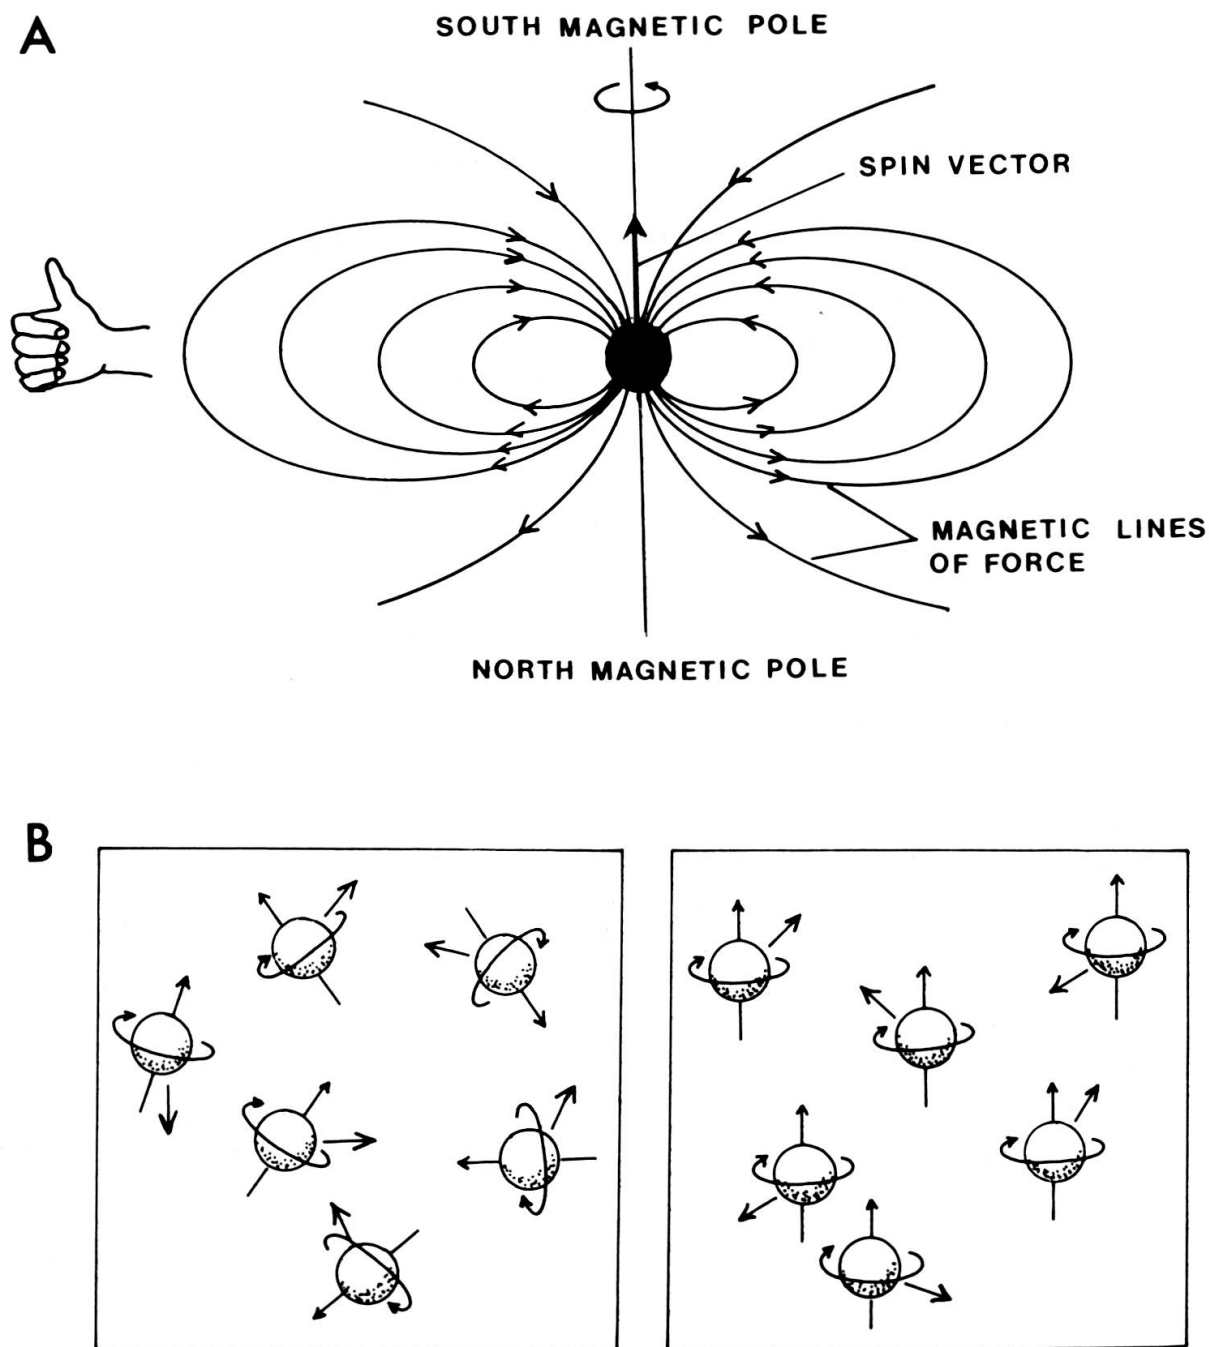 A
SOUTH MAGNETIC POLE
SPIN VECTOR
MAGNETIC LINES
OF FORCE
NORTH MAGNETIC POLE
B